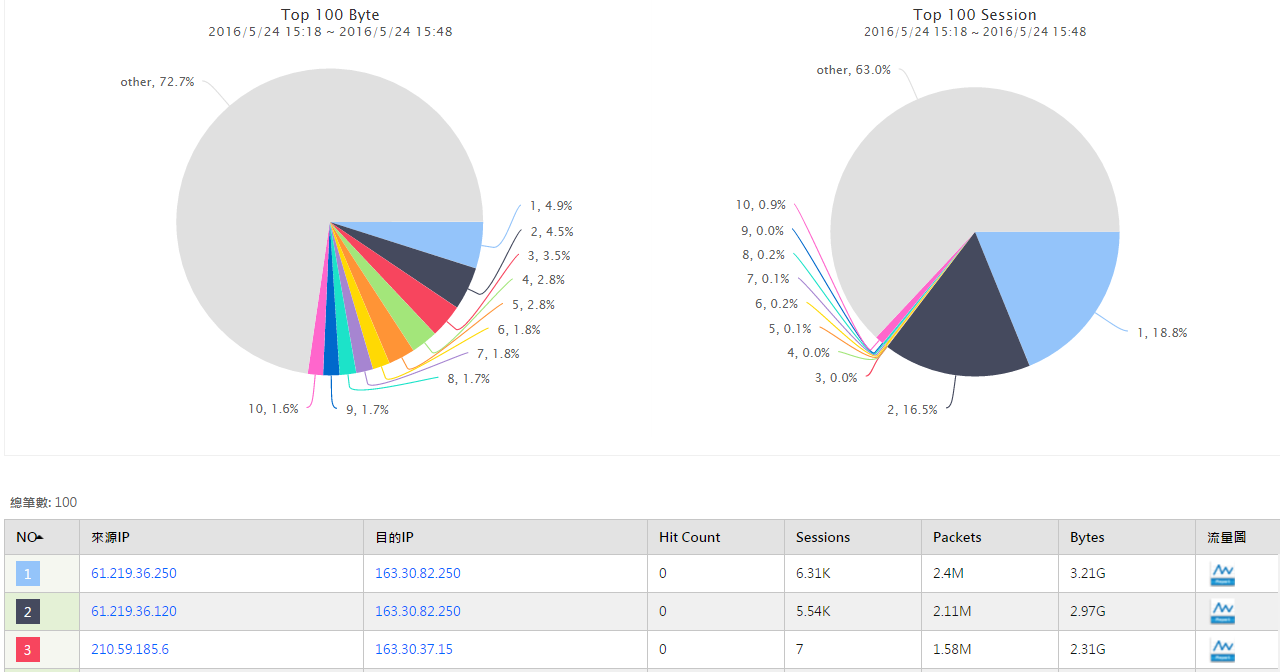 Top 100 Byte
2016/5/24 15:18 ~ 2016/5/24 15:48
other, 72.7%
1, 4.9%
2, 4.5%
3, 3.5%
4, 2.8%
5, 2.8%
6, 1.8%
7, 1.8%
8, 1.7%
9, 1.7%
10, 1.6%
Top 100 Session
2016/5/24 15:18 ~ 2016/5/24 15:48
other, 63.0%
10, 0.9%
9, 0.0%
8, 0.2%
7, 0.1%
6, 0.2%
5, 0.1%
4, 0.0%
3, 0.0%
2, 16.5%
1, 18.8%
總筆數: 100
NO 來源IP 目的IP Hit Count Sessions Packets Bytes 流量圖
1 61.219.36.250 163.30.82.250 0 6.31K 2.4M 3.21G
2 61.219.36.120 163.30.82.250 0 5.54K 2.11M 2.97G
3 210.59.185.6 163.30.37.15 0 7 1.58M 2.31G